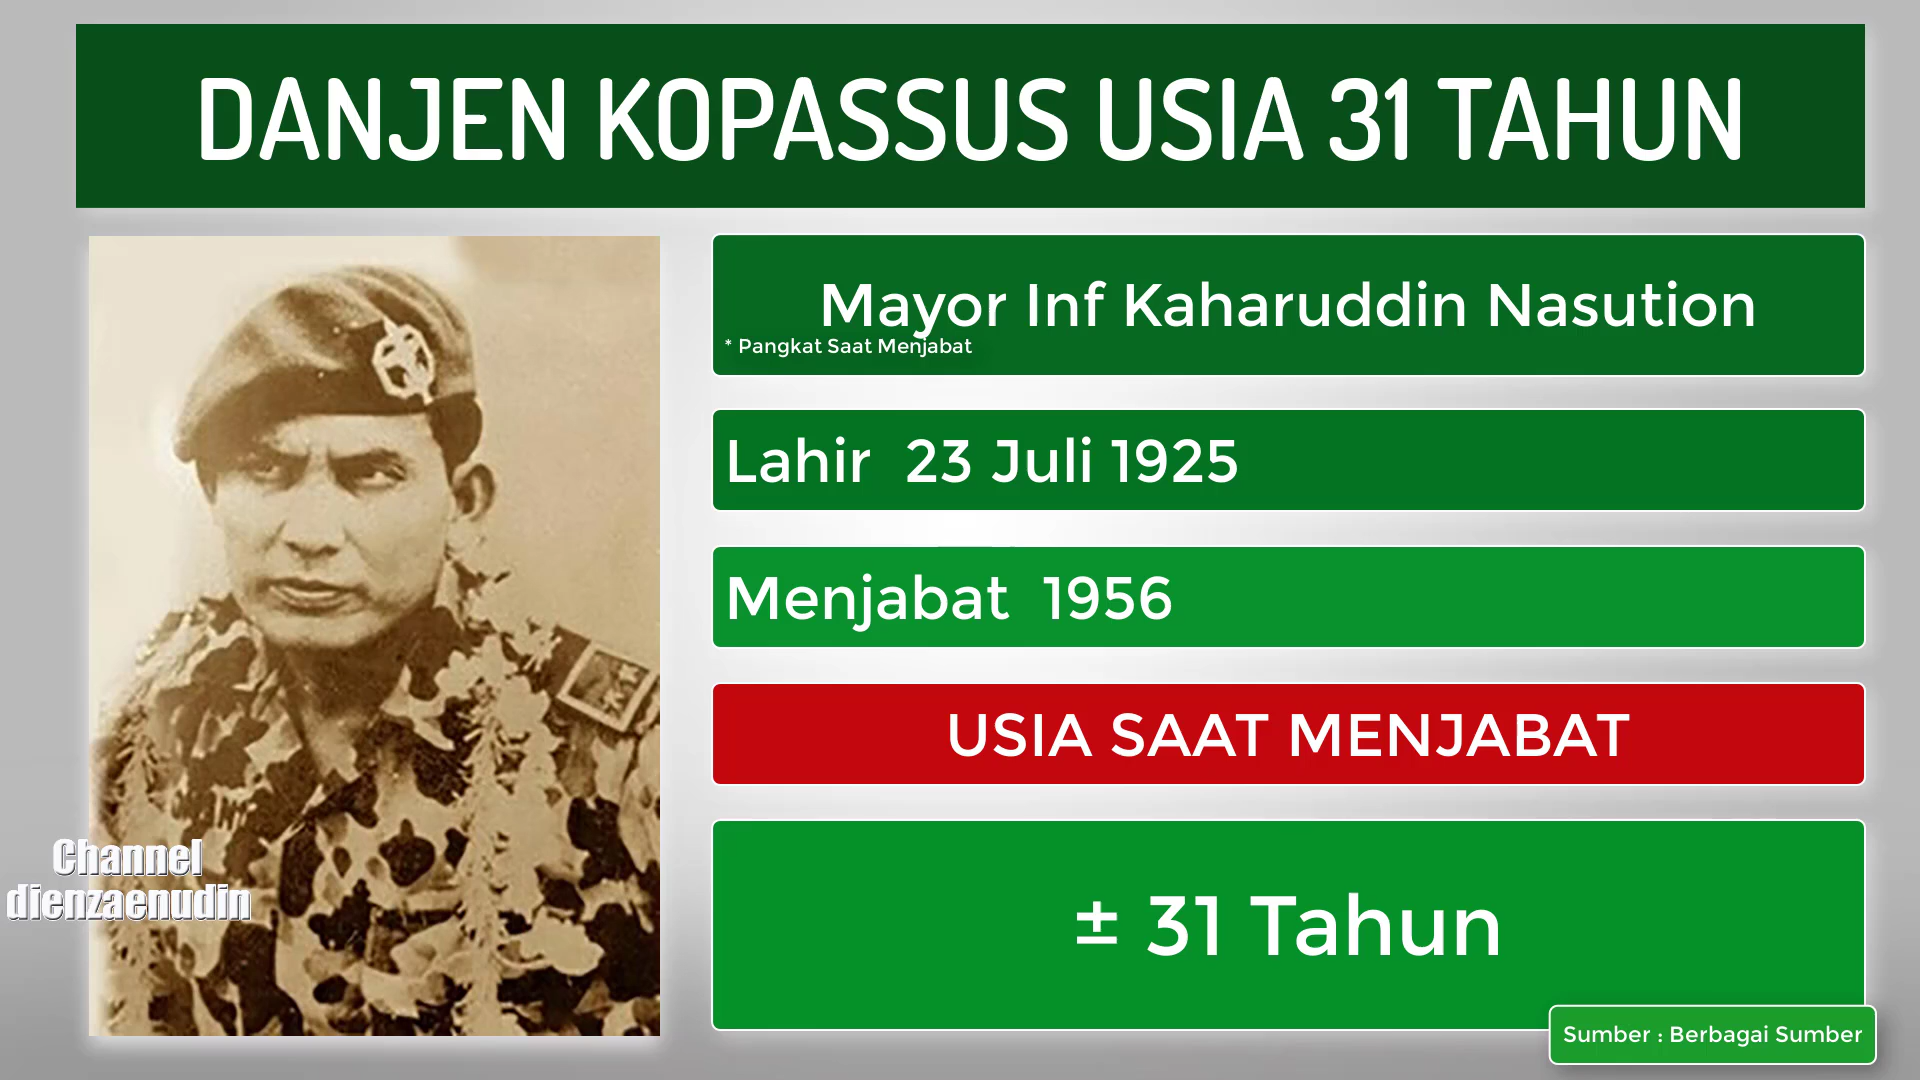 DANJEN KOPASSUS USIA 31 TAHUN
Mayor Inf Kaharuddin Nasution
* Pangkat Saat Menjabat
Lahir 23 Juli 1925
Menjabat 1956
USIA SAAT MENJABAT
± 31 Tahun
Channel
dienzaenudin
Sumber : Berbagai Sumber